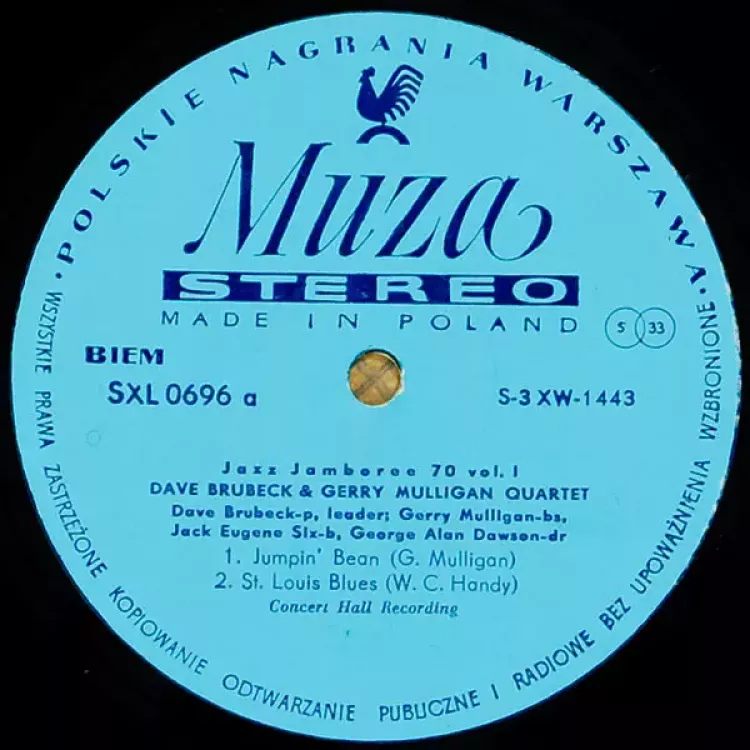 · POLSKIE NAGRANIA WARSZAWA ·
Muza
STEREO
MADE IN POLAND
S 33
BIEM
SXL 0696 a
S-3 XW-1443
Jazz Jamboree 70 vol. I
DAVE BRUBECK & GERRY MULLIGAN QUARTET
Dave Brubeck-p, leader; Gerry Mulligan-bs,
Jack Eugene Six-b, George Alan Dawson-dr
1. Jumpin' Bean (G. Mulligan)
2. St. Louis Blues (W. C. Handy)
Concert Hall Recording
WSZYSTKIE PRAWA ZASTRZEŻONE KOPIOWANIE ODTWARZANIE PUBLICZNE I RADIOWE BEZ UPOWAŻNIENIA WZBRONIONE